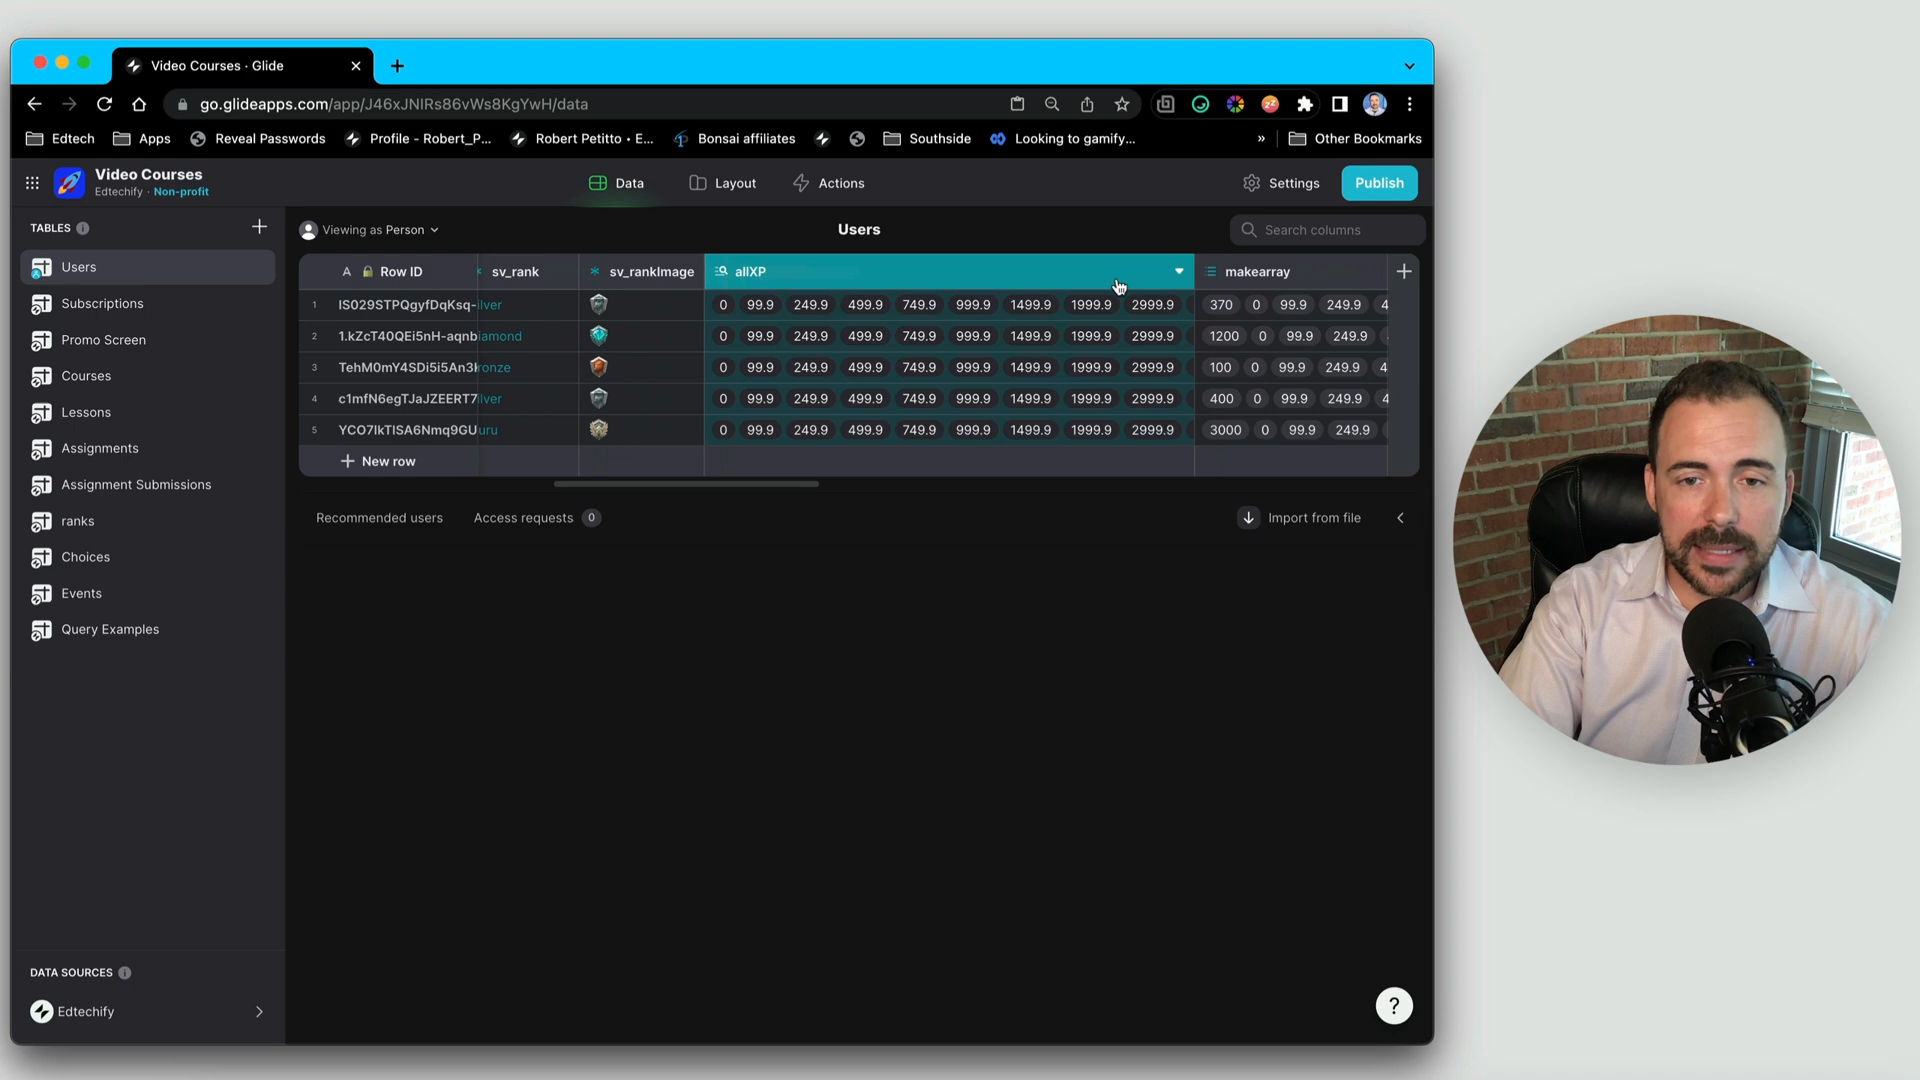 Video Courses · Glide
go.glideapps.com/app/J46xJNIRs86vWs8KgYwH/data
Edtech
Apps
Reveal Passwords
Profile - Robert_P...
Robert Petitto • E...
Bonsai affiliates
Southside
Looking to gamify...
»
Other Bookmarks
Video Courses
Edtechify · Non-profit
Data
Layout
Actions
Settings
Publish
TABLES
Viewing as Person
Users
Search columns
Users
Subscriptions
Promo Screen
Courses
Lessons
Assignments
Assignment Submissions
ranks
Choices
Events
Query Examples
A Row ID sv_rank sv_rankImage allXP makearray
1 IS029STPQgyfDqKsq- ilver 0 99.9 249.9 499.9 749.9 999.9 1499.9 1999.9 2999.9 370 0 99.9 249.9 4
2 1.kZcT40QEi5nH-aqnb iamond 0 99.9 249.9 499.9 749.9 999.9 1499.9 1999.9 2999.9 1200 0 99.9 249.9
3 TehM0mY4SDi5i5An3 ronze 0 99.9 249.9 499.9 749.9 999.9 1499.9 1999.9 2999.9 100 0 99.9 249.9 4
4 c1mfN6egTJaJZEERT7 ilver 0 99.9 249.9 499.9 749.9 999.9 1499.9 1999.9 2999.9 400 0 99.9 249.9 4
5 YCO7IkTISA6Nmq9GU uru 0 99.9 249.9 499.9 749.9 999.9 1499.9 1999.9 2999.9 3000 0 99.9 249.9
New row
Recommended users
Access requests 0
Import from file
DATA SOURCES
Edtechify
?